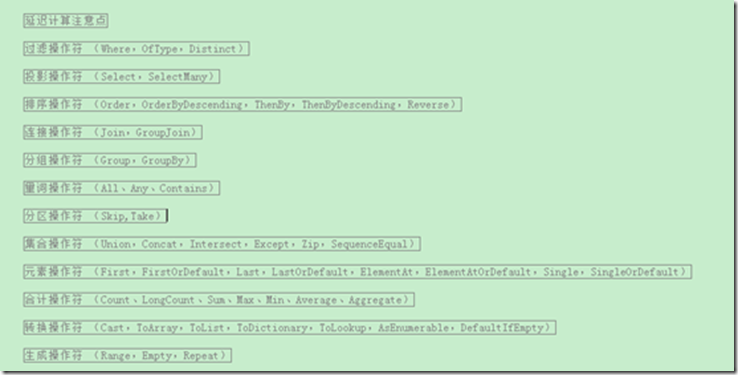 延迟计算注意点
过滤操作符 （Where，OfType，Distinct）
投影操作符 （Select，SelectMany）
排序操作符 （Order，OrderByDescending，ThenBy，ThenByDescending，Reverse）
连接操作符 （Join，GroupJoin）
分组操作符 （Group，GroupBy）
量词操作符 （All、Any、Contains）
分区操作符 （Skip,Take）
集合操作符 （Union，Concat，Intersect，Except，Zip，SequenceEqual）
元素操作符 （First，FirstOrDefault，Last，LastOrDefault，ElementAt，ElementAtOrDefault，Single，SingleOrDefault）
合计操作符 （Count、LongCount、Sum、Max、Min、Average、Aggregate）
转换操作符 （Cast，ToArray，ToList，ToDictionary，ToLookup，AsEnumerable，DefaultIfEmpty）
生成操作符 （Range，Empty，Repeat）